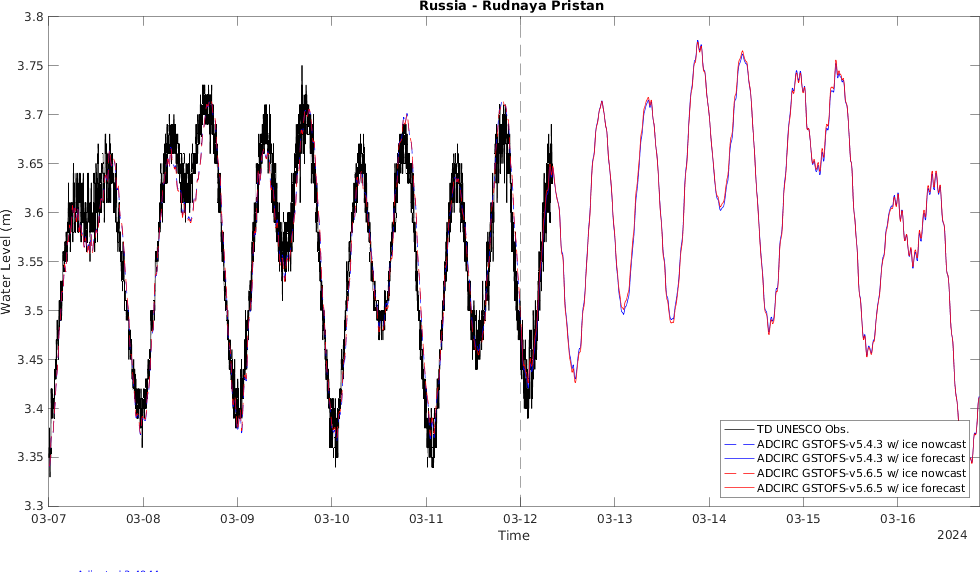 Russia - Rudnaya Pristan
3.8
3.75
3.7
3.65
3.6
3.55
3.5
3.45
3.4
3.35
3.3
Water Level (m)
TD UNESCO Obs.
ADCIRC GSTOFS-v5.4.3 w/ ice nowcast
ADCIRC GSTOFS-v5.4.3 w/ ice forecast
ADCIRC GSTOFS-v5.6.5 w/ ice nowcast
ADCIRC GSTOFS-v5.6.5 w/ ice forecast
03-07 03-08 03-09 03-10 03-11 03-12 03-13 03-14 03-15 03-16
Time
2024